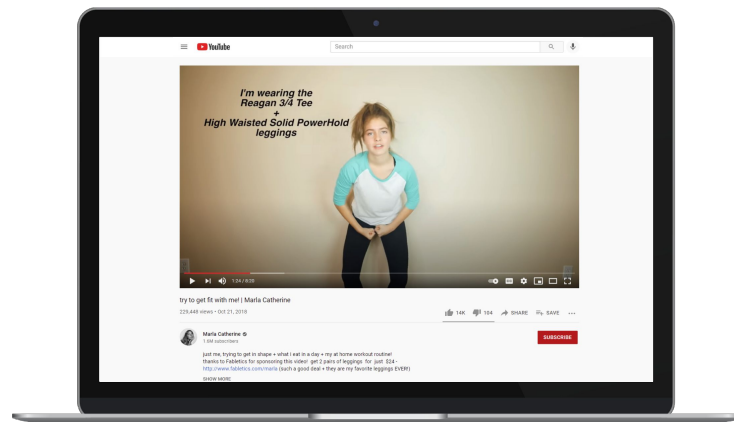 YouTube
Search
I'm wearing the
Reagan 3/4 Tee
+
High Waisted Solid PowerHold
leggings
1:24 / 8:20
try to get fit with me! | Marla Catherine
229,448 views • Oct 21, 2018
14K 104 SHARE SAVE
Marla Catherine
1.6M subscribers
SUBSCRIBE
just me, trying to get in shape + what I eat in a day + my at home workout routine!
thanks to Fabletics for sponsoring this video! get 2 pairs of leggings for just $24 -
http://www.fabletics.com/marla (such a good deal + they are my favorite leggings EVER!)
SHOW MORE